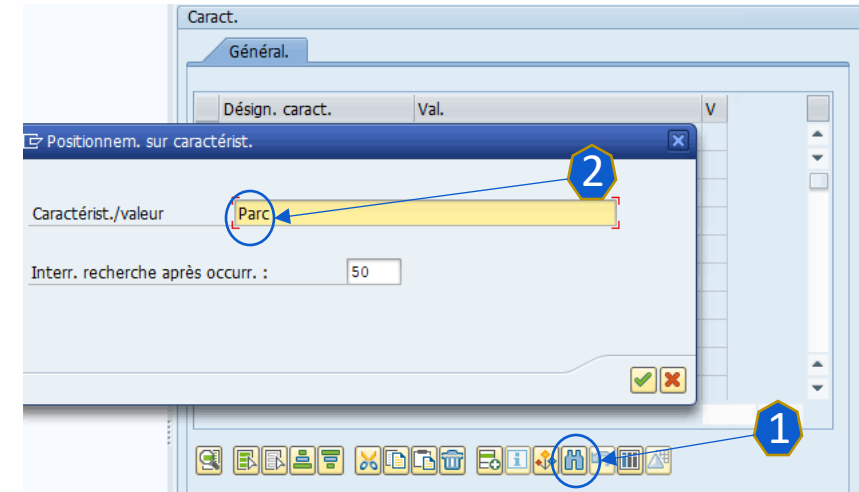 Caract.
Général.
Désign. caract. Val. V
Positionnem. sur caractérist.
2
Caractérist./valeur Parc
Interr. recherche après occurr. : 50
1